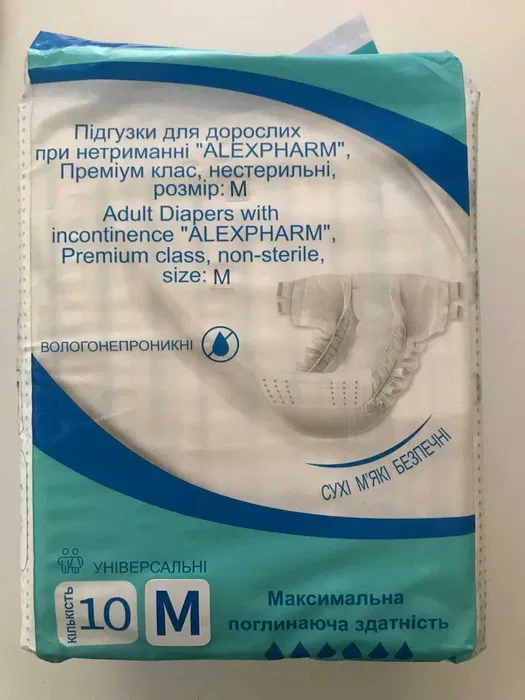 Підгузки для дорослих
при нетриманні "ALEXPHARM",
Преміум клас, нестерильні,
розмір: M
Adult Diapers with
incontinence "ALEXPHARM",
Premium class, non-sterile,
size: M
ВОЛОГОНЕПРОНИКНІ
СУХІ М'ЯКІ БЕЗПЕЧНІ
УНІВЕРСАЛЬНІ
КІЛЬКІСТЬ
10
M
Максимальна
поглинаюча здатність